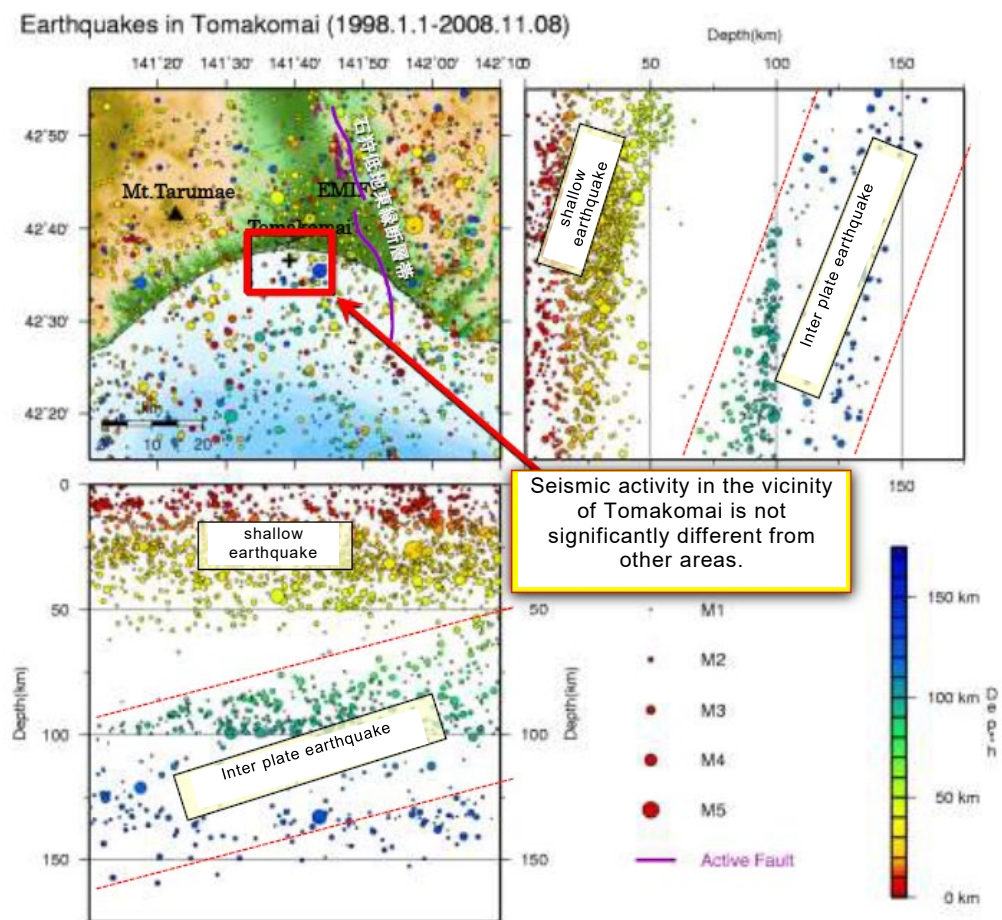 Earthquakes in Tomakomai (1998.1.1-2008.11.08)
Depth(km)
141˚20' 141˚30' 141˚40' 141˚50' 142˚00' 142˚10'
0 50 100 150
42˚50'
42˚40'
42˚30'
42˚20'
Mt.Tarumae
Tomakomai
石狩低地東縁断層帯
km
10 20
shallow
earthquake
Inter plate earthquake
Seismic activity in the vicinity
of Tomakomai is not
significantly different from
other areas.
150
0
50
100
150
Depth(km)
shallow
earthquake
Inter plate earthquake
50
100
150
Depth(km)
M1
M2
M3
M4
M5
Active Fault
150 km
100 km
50 km
0 km
Depth